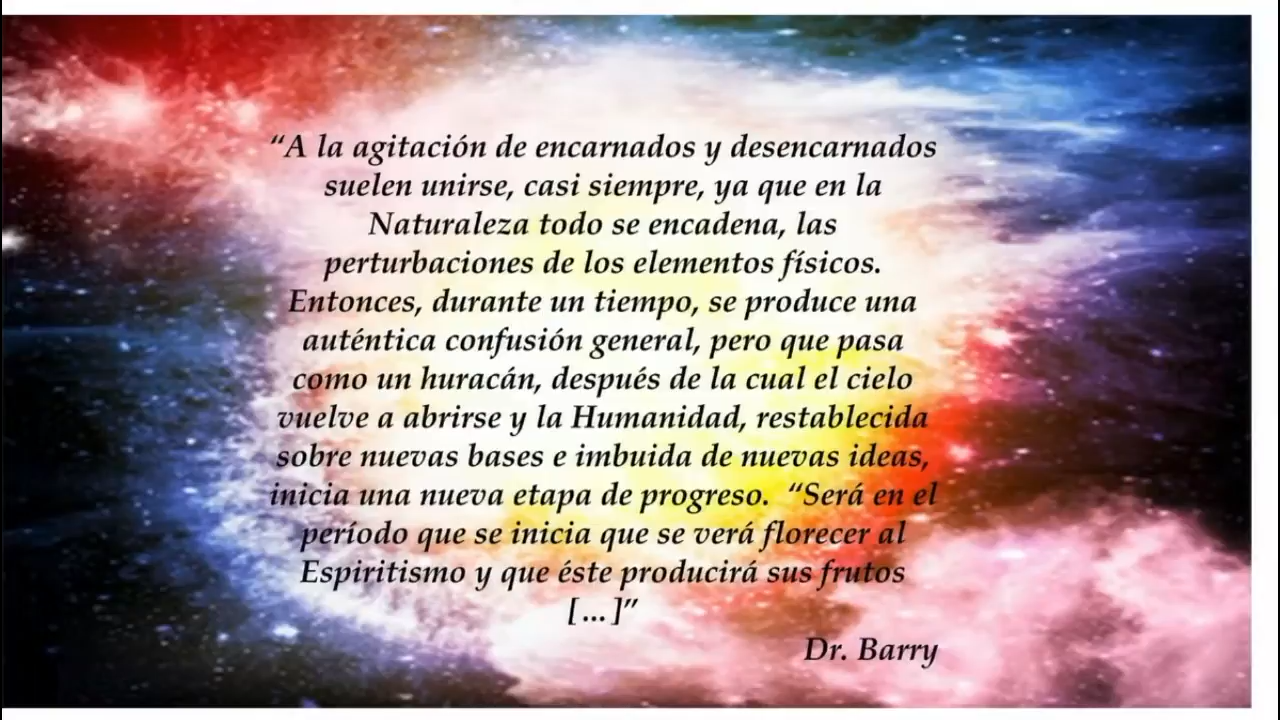 “A la agitación de encarnados y desencarnados
suelen unirse, casi siempre, ya que en la
Naturaleza todo se encadena, las
perturbaciones de los elementos físicos.
Entonces, durante un tiempo, se produce una
auténtica confusión general, pero que pasa
como un huracán, después de la cual el cielo
vuelve a abrirse y la Humanidad, restablecida
sobre nuevas bases e imbuida de nuevas ideas,
inicia una nueva etapa de progreso.  “Será en el
período que se inicia que se verá florecer al
Espiritismo y que éste producirá sus frutos
[…]”
Dr. Barry